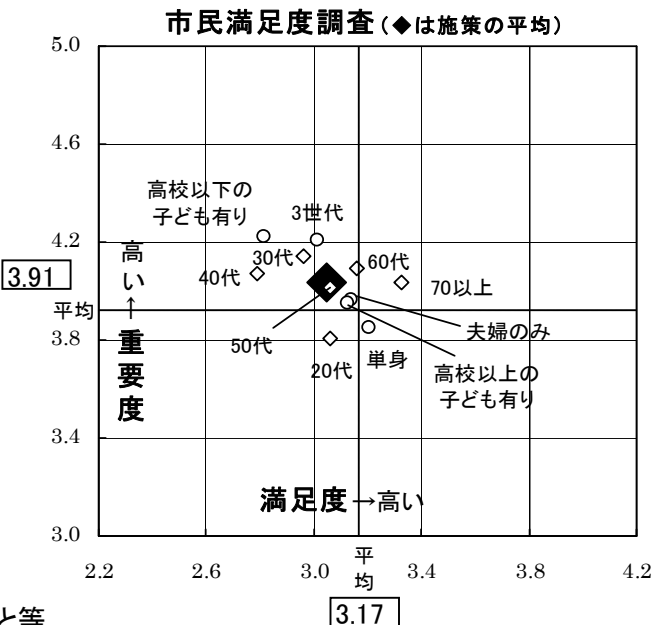 市民満足度調査(◆は施策の平均)
5.0
4.6
高校以下の
子ども有り
3世代
4.2
高い→重要度
30代
60代
40代
70以上
3.91
平均
3.8
50代
夫婦のみ
20代
単身
高校以上の
子ども有り
3.4
満足度→高い
3.0
2.2
2.6
3.0
平均
3.4
3.8
4.2
3.17
と等